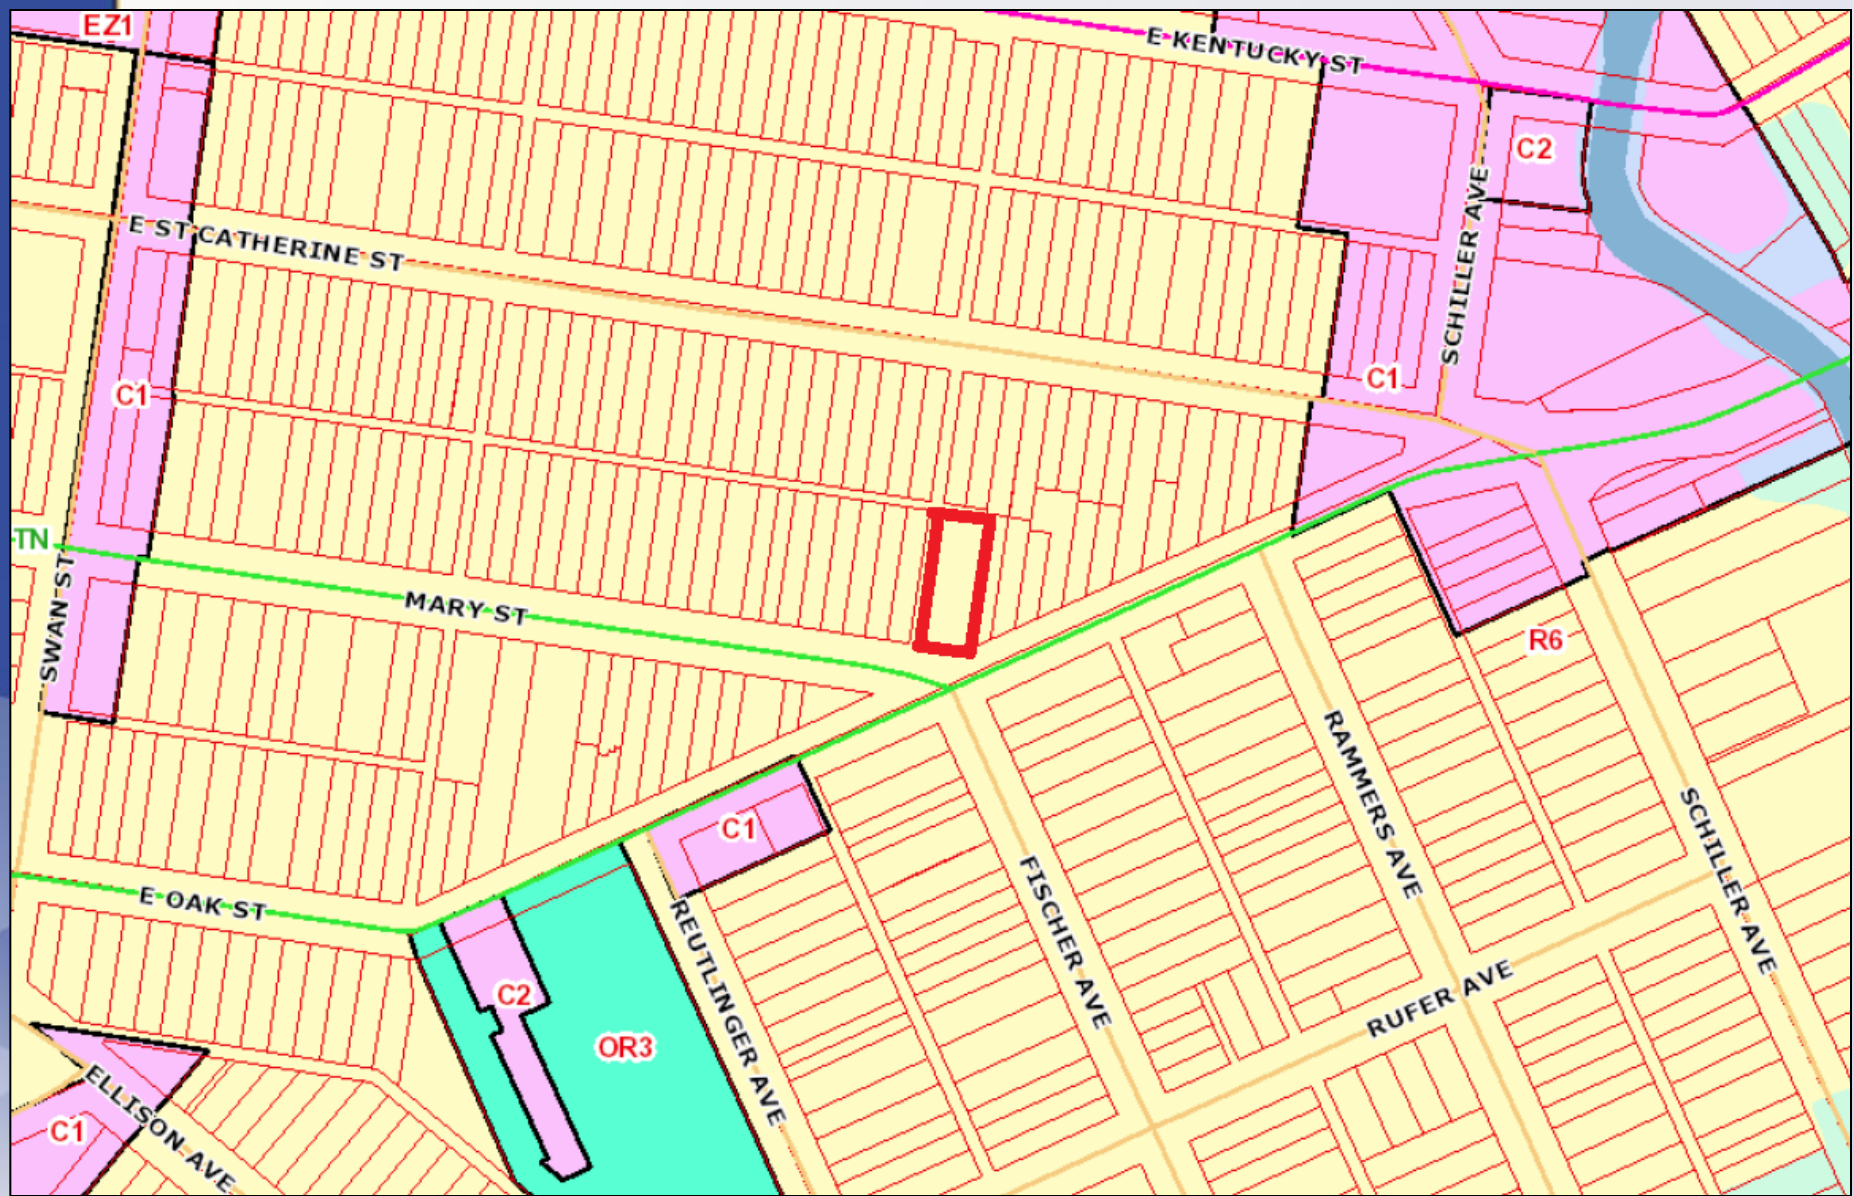 EZ1
E KENTUCKY ST
C2
SCHILLER AVE
E ST CATHERINE ST
C1
C1
TN
SWAN ST
MARY ST
R6
RAMMERS AVE
SCHILLER AVE
C1
FISCHER AVE
E OAK ST
REUTLINGER AVE
C2
OR3
RUFER AVE
ELLISON AVE
C1